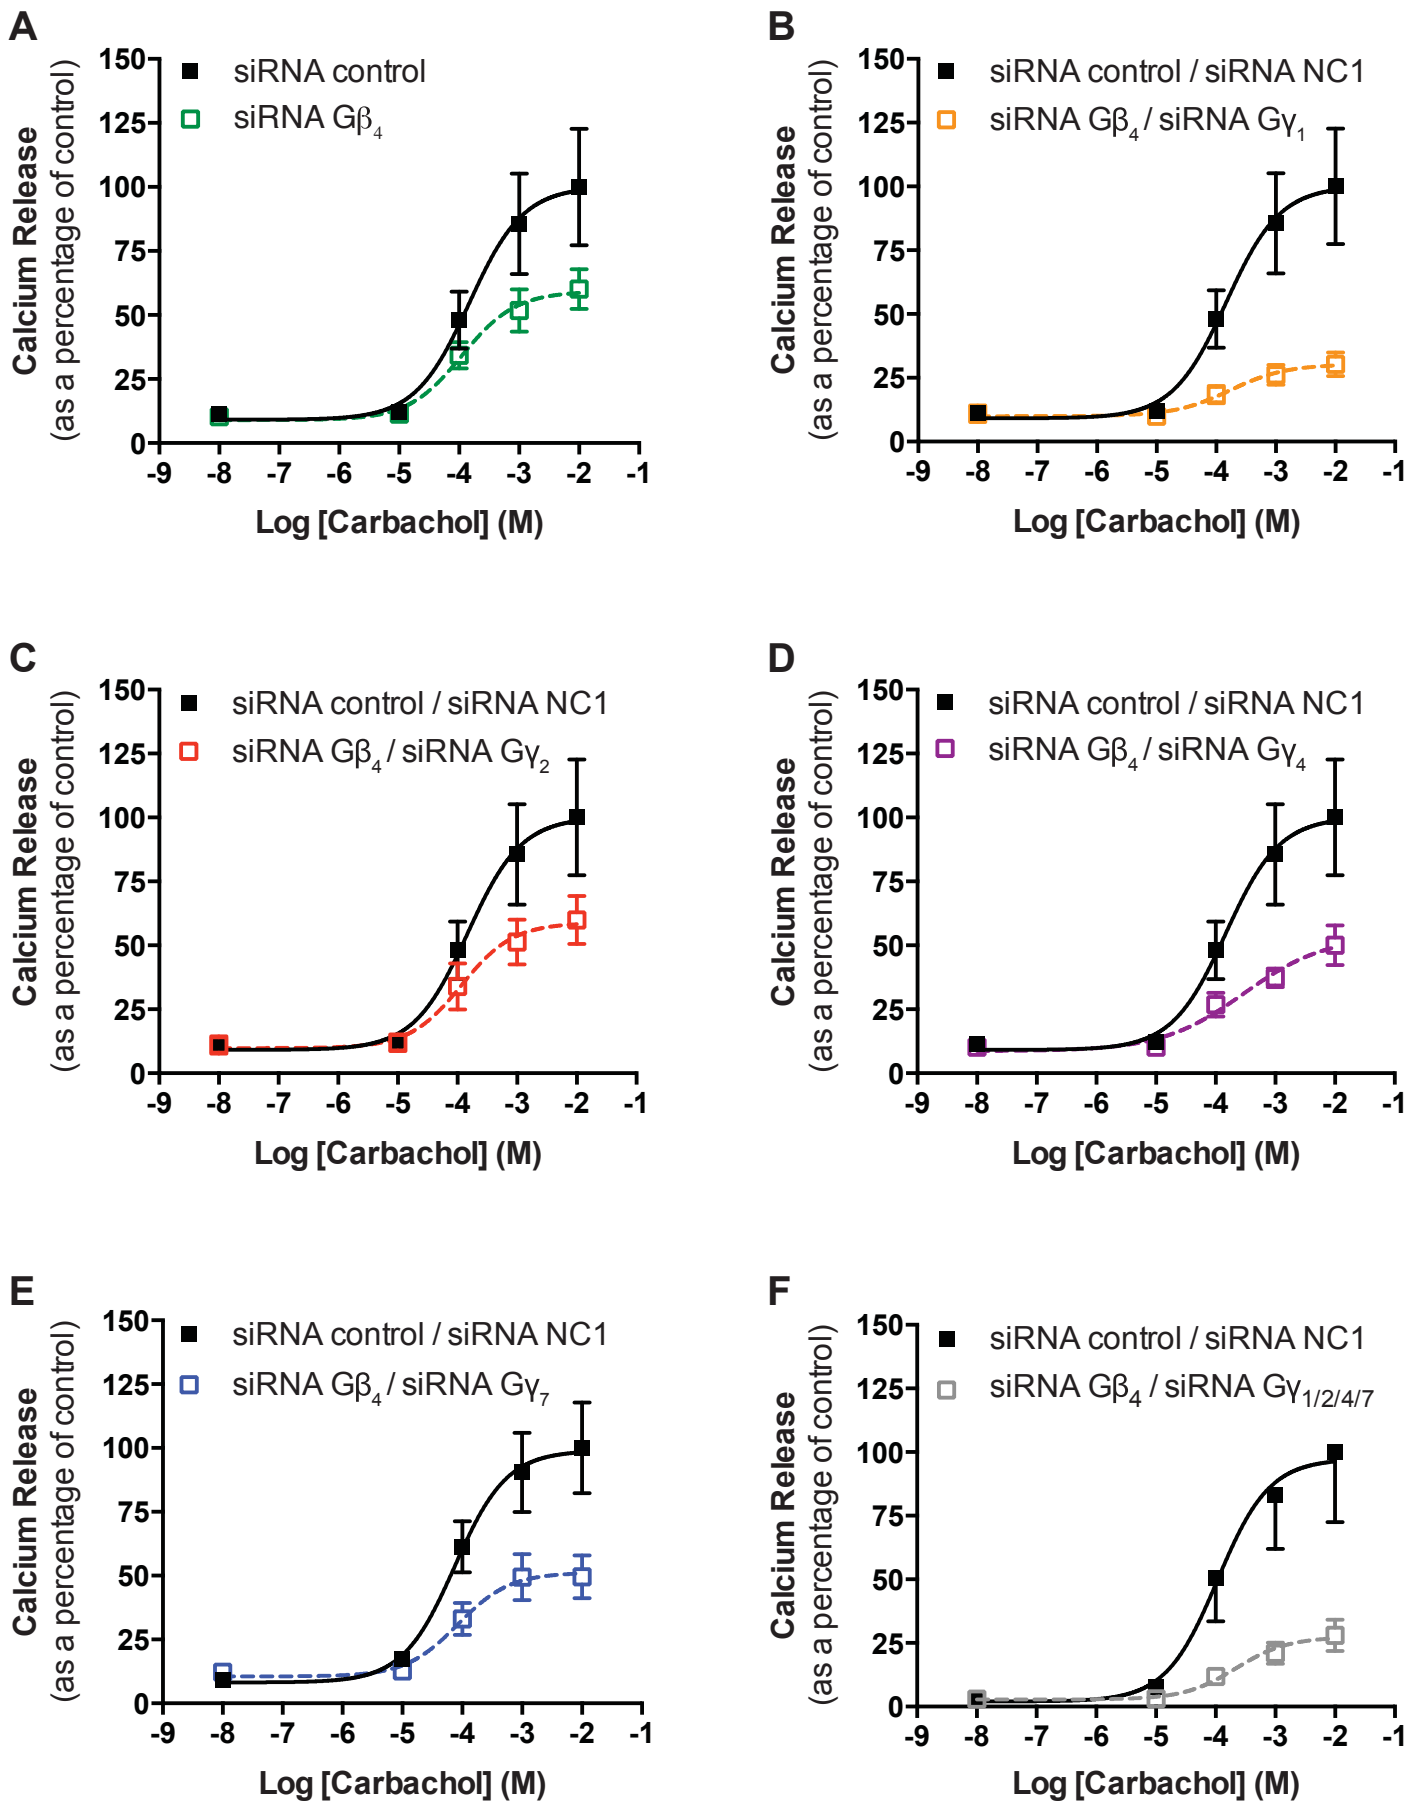 A
150
125
100
75
50
25
0
Calcium Release
(as a percentage of control)
siRNA control
siRNA Gβ₄
-9 -8 -7 -6 -5 -4 -3 -2 -1
Log [Carbachol] (M)
B
150
125
100
75
50
25
0
Calcium Release
(as a percentage of control)
siRNA control / siRNA NC1
siRNA Gβ₄ / siRNA Gγ₁
-9 -8 -7 -6 -5 -4 -3 -2 -1
Log [Carbachol] (M)
C
150
125
100
75
50
25
0
Calcium Release
(as a percentage of control)
siRNA control / siRNA NC1
siRNA Gβ₄ / siRNA Gγ₂
-9 -8 -7 -6 -5 -4 -3 -2 -1
Log [Carbachol] (M)
D
150
125
100
75
50
25
0
Calcium Release
(as a percentage of control)
siRNA control / siRNA NC1
siRNA Gβ₄ / siRNA Gγ₄
-9 -8 -7 -6 -5 -4 -3 -2 -1
Log [Carbachol] (M)
E
150
125
100
75
50
25
0
Calcium Release
(as a percentage of control)
siRNA control / siRNA NC1
siRNA Gβ₄ / siRNA Gγ₇
-9 -8 -7 -6 -5 -4 -3 -2 -1
Log [Carbachol] (M)
F
150
125
100
75
50
25
0
Calcium Release
(as a percentage of control)
siRNA control / siRNA NC1
siRNA Gβ₄ / siRNA Gγ₁/₂/₄/₇
-9 -8 -7 -6 -5 -4 -3 -2 -1
Log [Carbachol] (M)